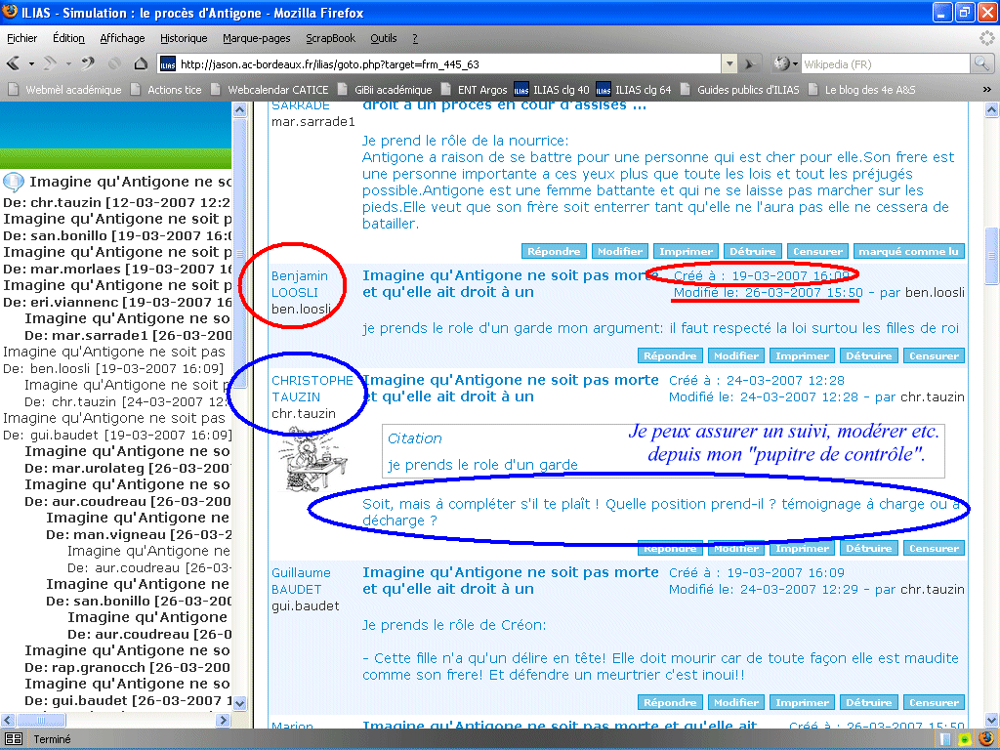 ILIAS - Simulation : le procès d'Antigone - Mozilla Firefox
Fichier Édition Affichage Historique Marque-pages ScrapBook Outils ?
http://jason.ac-bordeaux.fr/ilias/goto.php?target=frm_445_63
Wikipedia (FR)
Webmèl académique Actions tice Webcalendar CATICE GiBii académique ENT Argos ILIAS clg 40 ILIAS clg 64 Guides publics d'ILIAS Le blog des 4e A&S »
Imagine qu'Antigone ne so
De: chr.tauzin [12-03-2007 12:2
Imagine qu'Antigone ne soit p
De: san.bonillo [19-03-2007 16:0
Imagine qu'Antigone ne soit p
De: mar.morlaes [19-03-2007 16
Imagine qu'Antigone ne soit p
De: eri.viannenc [19-03-2007 16
Imagine qu'Antigone ne so
De: mar.sarrade1 [26-03-200
Imagine qu'Antigone ne soit pas
De: ben.loosli [19-03-2007 16:09]
Imagine qu'Antigone ne soit p
De: chr.tauzin [24-03-2007 12:
Imagine qu'Antigone ne soit pas
De: gui.baudet [19-03-2007 16:09]
Imagine qu'Antigone ne so
De: mar.urolateg [26-03-200
Imagine qu'Antigone ne so
De: aur.coudreau [26-03-200
Imagine qu'Antigone ne
De: man.vigneau [26-03-
Imagine qu'Antigone ne
De: aur.coudreau [26-03-
Imagine qu'Antigone ne
De: san.bonillo [26-03-20
Imagine qu'Antigone
De: aur.coudreau [26-0
Imagine qu'Antigone ne so
De: rap.granocch [26-03-200
Imagine qu'Antigone ne so
De: gui.baudet [26-03-2007
SARRADE
mar.sarrade1
droit à un procès en cour d'assises ...
Je prend le rôle de la nourrice:
Antigone a raison de se battre pour une personne qui est cher pour elle.Son frere est
une personne importante a ces yeux plus que toute les lois et tout les préjugés
possible.Antigone est une femme battante et qui ne se laisse pas marcher sur les
pieds.Elle veut que son frère soit enterrer tant qu'elle ne l'aura pas elle ne cessera de
batailler.
Répondre Modifier Imprimer Détruire Censurer marqué comme lu
Benjamin
LOOSLI
ben.loosli
Imagine qu'Antigone ne soit pas morte
et qu'elle ait droit à un
Créé à : 19-03-2007 16:09
Modifié le: 26-03-2007 15:50 - par ben.loosli
je prends le role d'un garde mon argument: il faut respecté la loi surtou les filles de roi
Répondre Modifier Imprimer Détruire Censurer
CHRISTOPHE
TAUZIN
chr.tauzin
Imagine qu'Antigone ne soit pas morte
et qu'elle ait droit à un
Créé à : 24-03-2007 12:28
Modifié le: 24-03-2007 12:28 - par chr.tauzin
Citation
je prends le role d'un garde
Je peux assurer un suivi, modérer etc.
depuis mon "pupitre de contrôle".
Soit, mais à compléter s'il te plaît ! Quelle position prend-il ? témoignage à charge ou à
décharge ?
Répondre Modifier Imprimer Détruire Censurer
Guillaume
BAUDET
gui.baudet
Imagine qu'Antigone ne soit pas morte
et qu'elle ait droit à un
Créé à : 19-03-2007 16:09
Modifié le: 24-03-2007 12:29 - par chr.tauzin
Je prends le rôle de Créon:
- Cette fille n'a qu'un délire en tête! Elle doit mourir car de toute façon elle est maudite
comme son frere! Et défendre un meurtrier c'est inoui!!
Répondre Modifier Imprimer Détruire Censurer
Marion
Imagine qu'Antigone ne soit pas morte et qu'elle ait
Créé à : 26-03-2007 15:50
Terminé